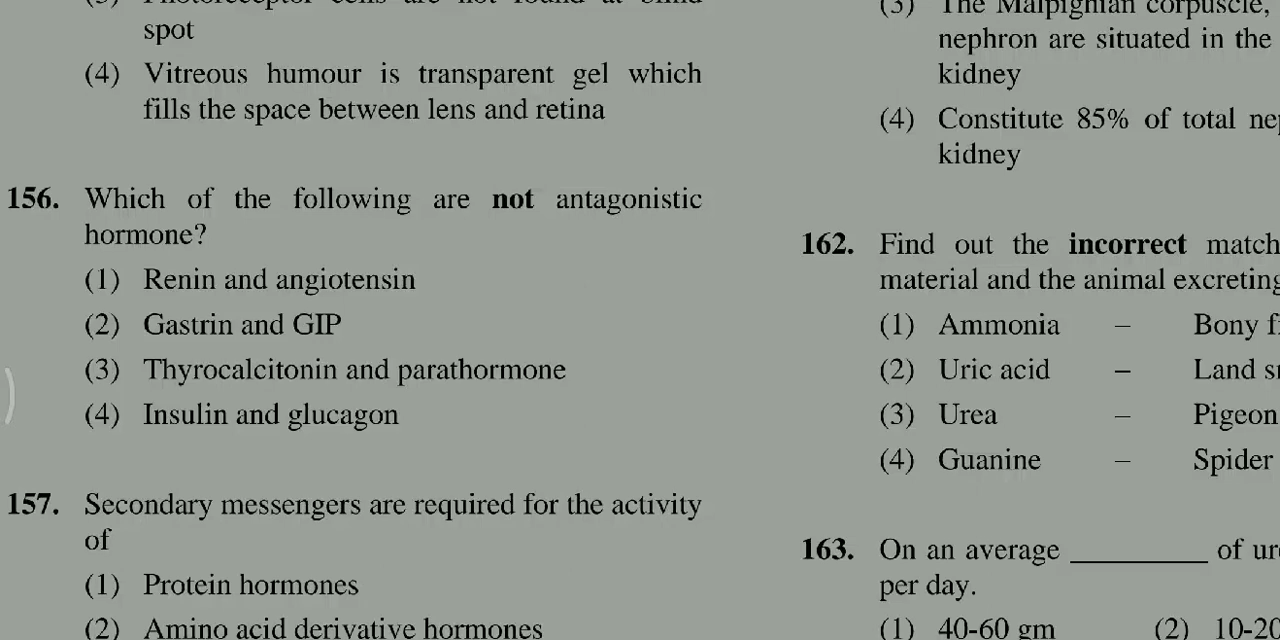 spot
(4) Vitreous humour is transparent gel which
fills the space between lens and retina
156. Which of the following are not antagonistic
hormone?
(1) Renin and angiotensin
(2) Gastrin and GIP
(3) Thyrocalcitonin and parathormone
(4) Insulin and glucagon
157. Secondary messengers are required for the activity
of
(1) Protein hormones
(2) Amino acid derivative hormones
(3) The Malpighian corpuscle,
nephron are situated in the
kidney
(4) Constitute 85% of total
kidney
162. Find out the incorrect match
material and the animal excreting
(1) Ammonia – Bony
(2) Uric acid – Land
(3) Urea – Pigeon
(4) Guanine – Spider
163. On an average ________ of
per day.
(1) 40-60 gm (2) 10-20